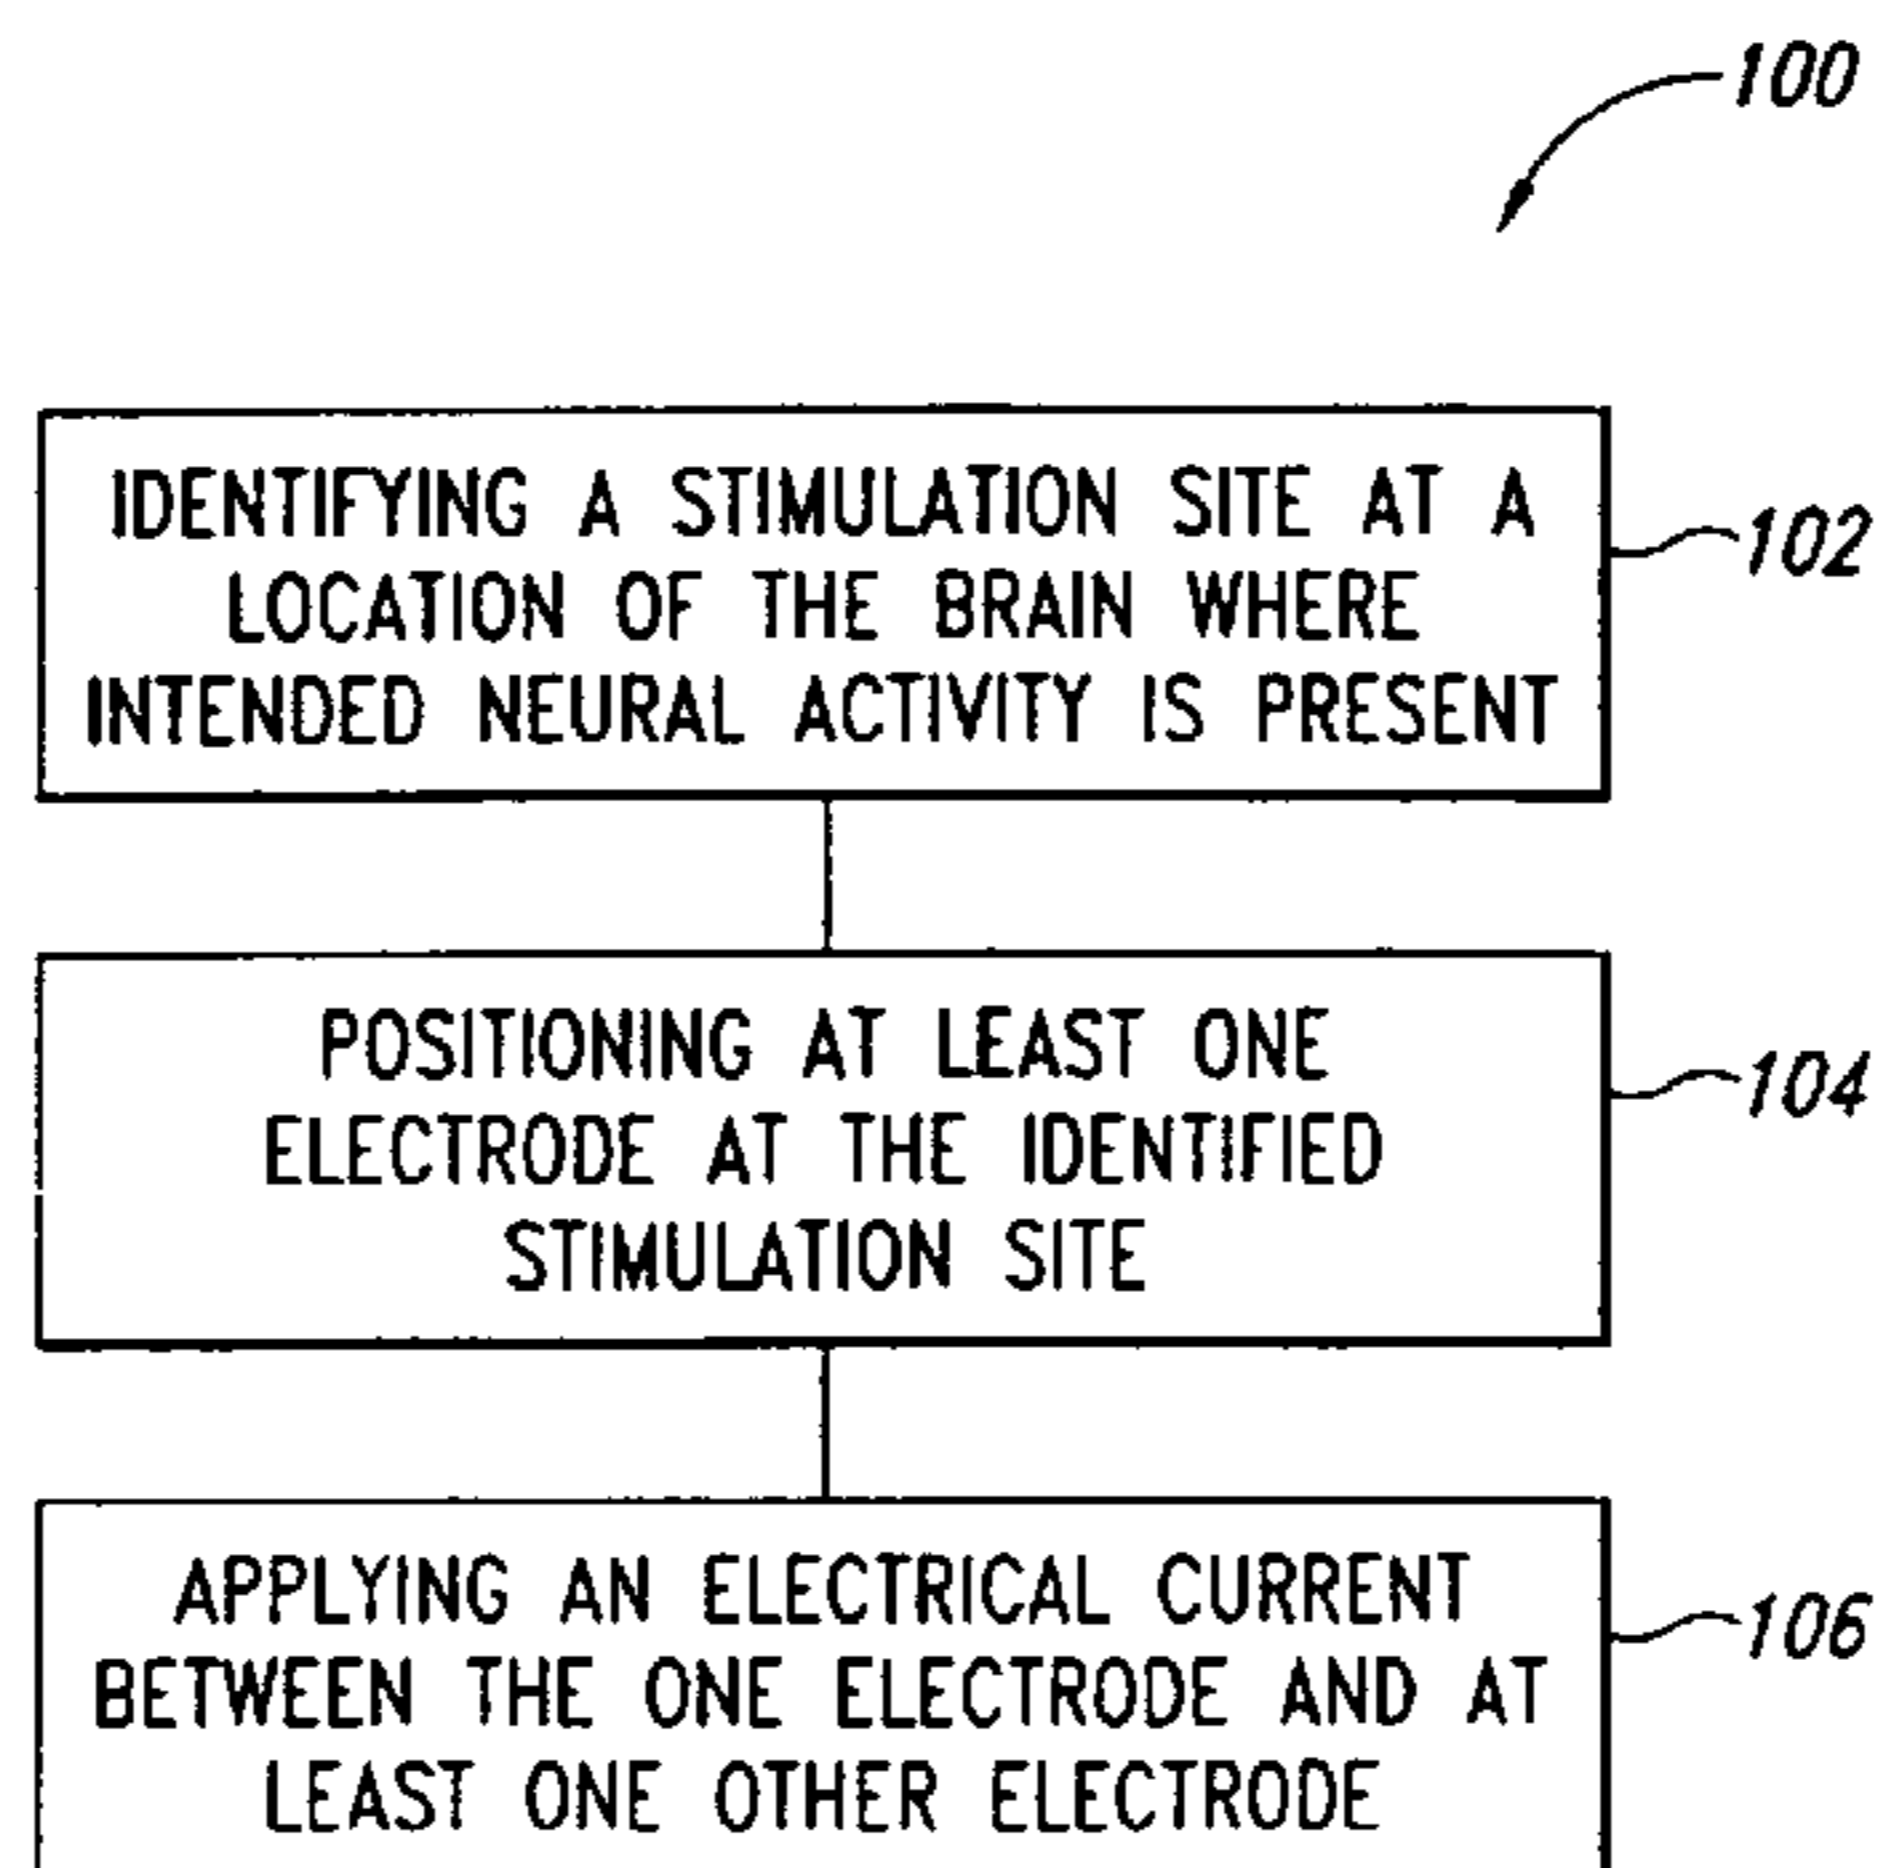 100
IDENTIFYING A STIMULATION SITE AT A
LOCATION OF THE BRAIN WHERE
INTENDED NEURAL ACTIVITY IS PRESENT
102
POSITIONING AT LEAST ONE
ELECTRODE AT THE IDENTIFIED
STIMULATION SITE
104
APPLYING AN ELECTRICAL CURRENT
BETWEEN THE ONE ELECTRODE AND AT
LEAST ONE OTHER ELECTRODE
106